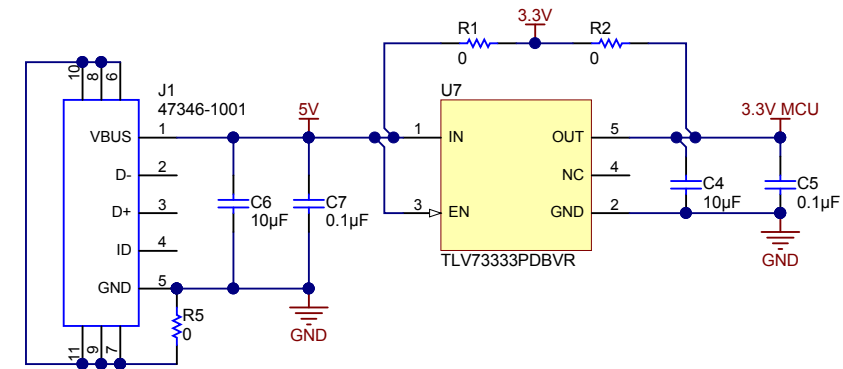 3.3V
R1
R2
0
0
10
8
6
J1
47346-1001
U7
5V
3.3V MCU
VBUS
1
1
IN
OUT
5
D-
2
NC
4
C6
10µF
C7
0.1µF
C4
10µF
C5
0.1µF
D+
3
3
EN
GND
2
ID
4
TLV73333PDBVR
GND
GND
5
R5
0
GND
11
9
7